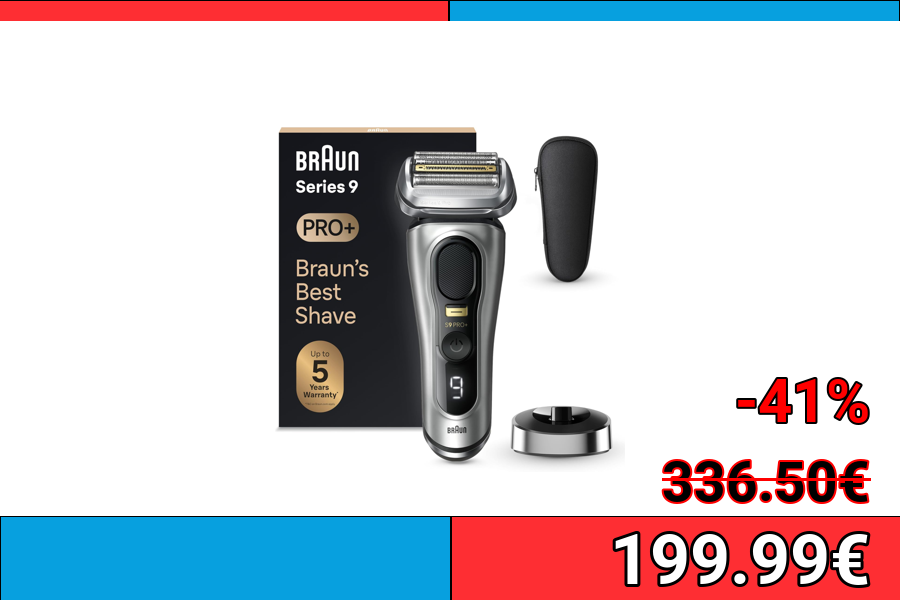 BRAUN
BRAUN
Series 9
PRO+
Braun's
Best
Shave
Up to
5
Years
Warranty*
S9 PRO+
9
BRAUN
-41%
336.50€
199.99€